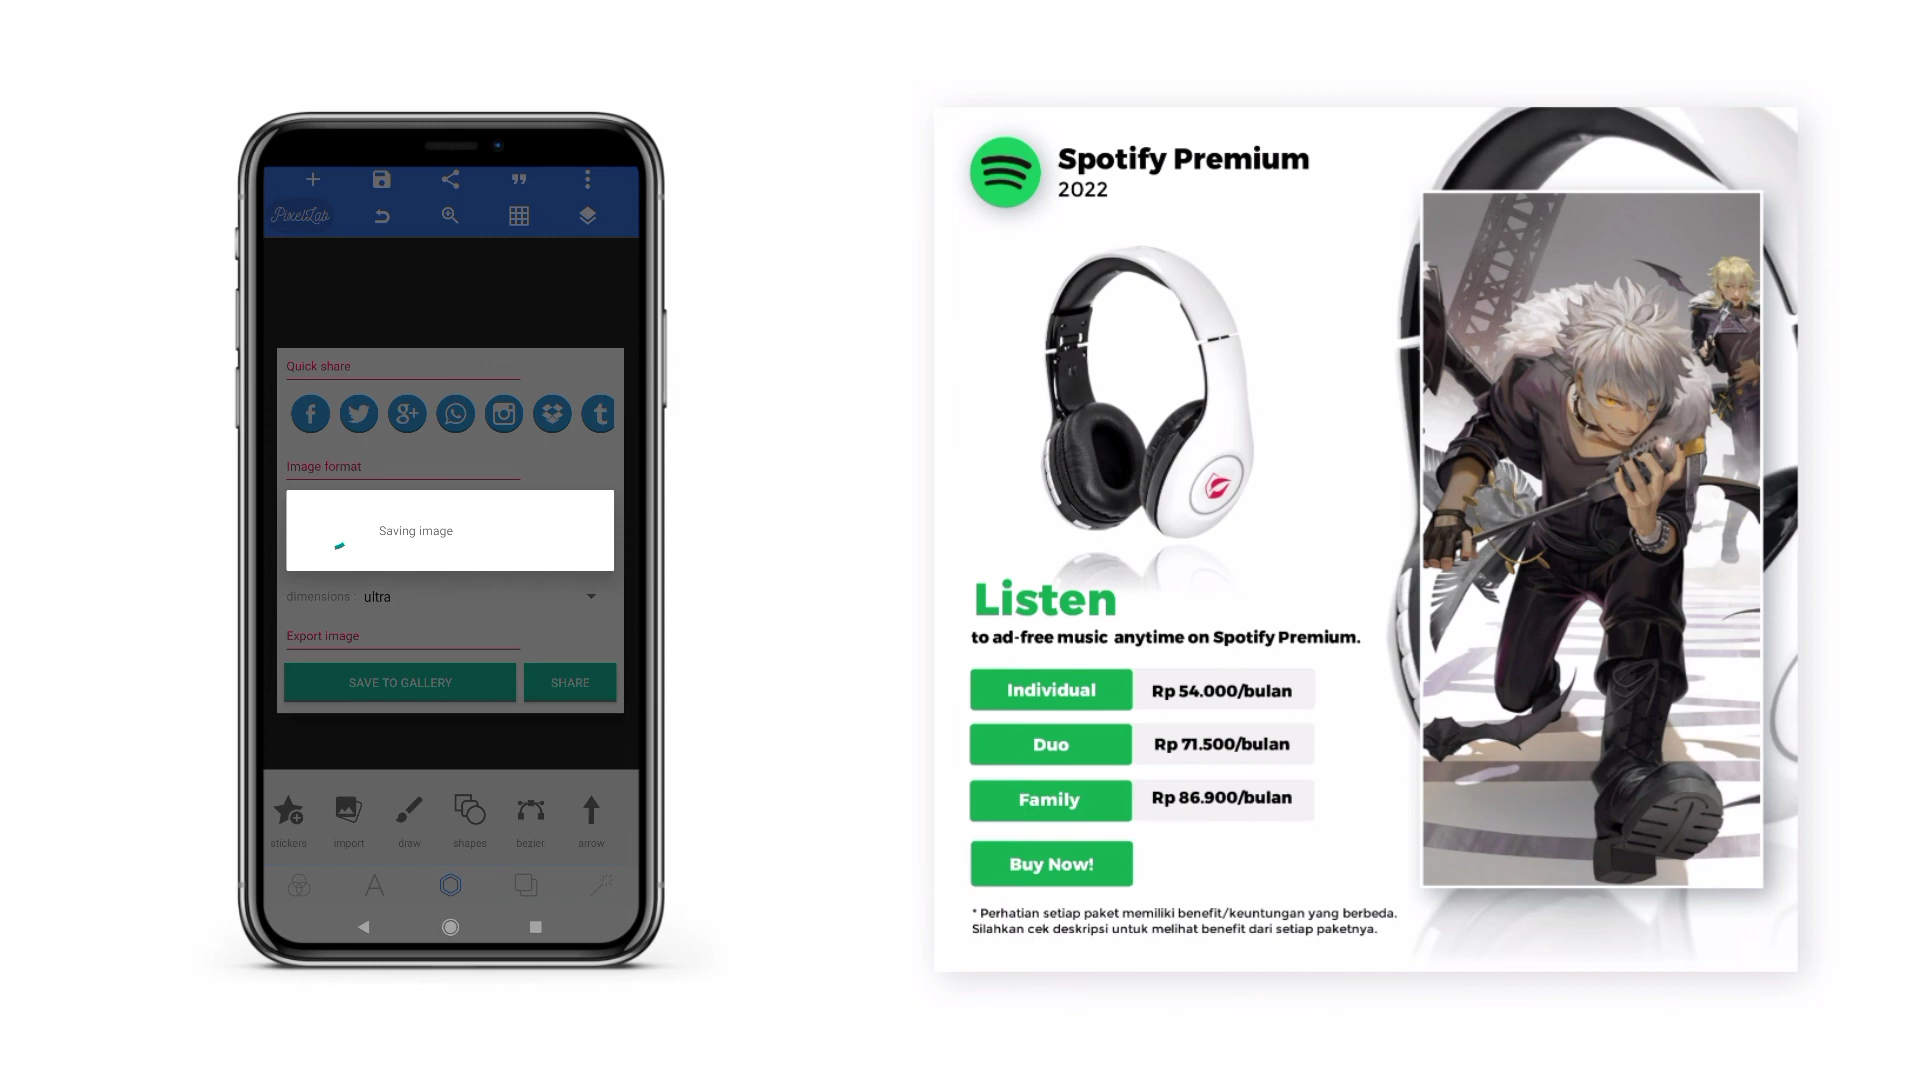 PixelLab
Quick share
Image format
Saving image
dimensions : ultra
Export image
SAVE TO GALLERY
SHARE
stickers
import
draw
shapes
bezier
arrow
Spotify Premium
2022
Listen
to ad-free music anytime on Spotify Premium.
Individual
Rp 54.000/bulan
Duo
Rp 71.500/bulan
Family
Rp 86.900/bulan
Buy Now!
* Perhatian setiap paket memiliki benefit/keuntungan yang berbeda.
Silahkan cek deskripsi untuk melihat benefit dari setiap paketnya.